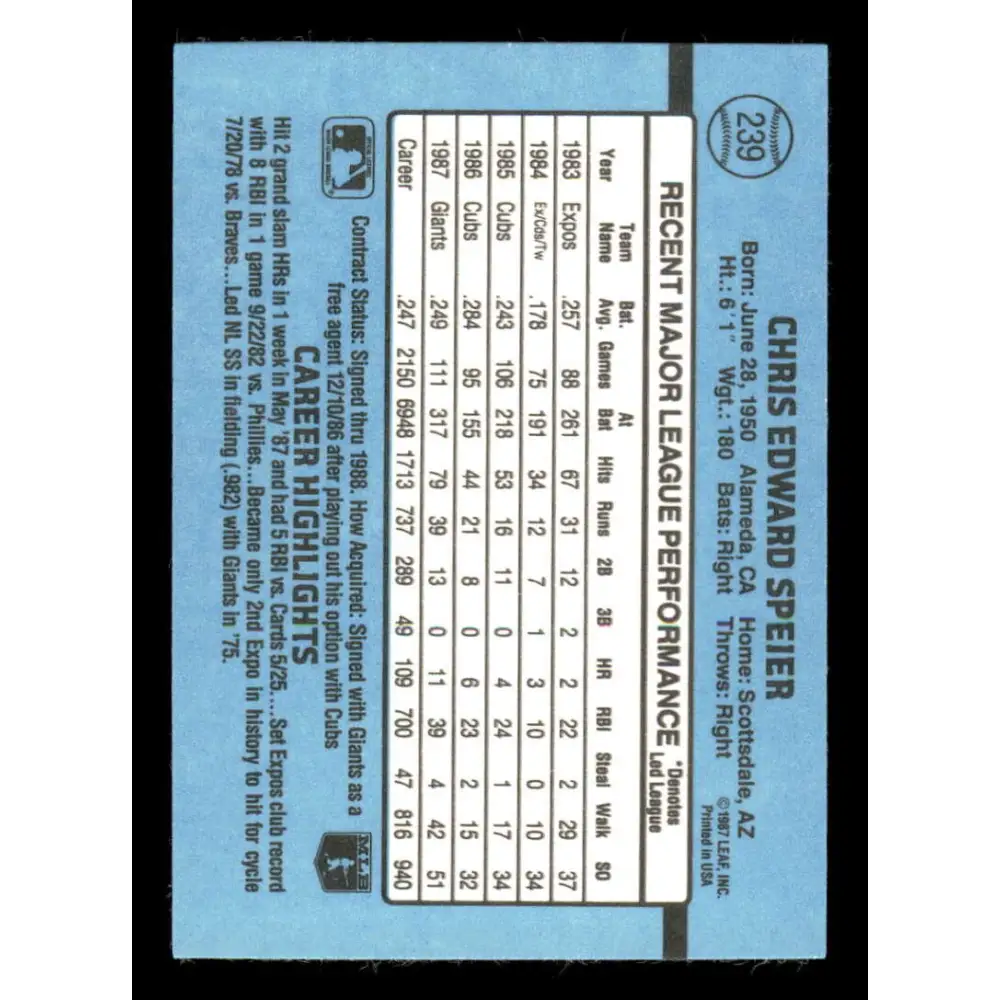 239
CHRIS EDWARD SPEIER
Born: June 28, 1950 Alameda, CA Home: Scottsdale, AZ
Ht.: 6'1" Wgt.: 180 Bats: Right Throws: Right
©1987 LEAF, INC.
Printed in USA
RECENT MAJOR LEAGUE PERFORMANCE
*Denotes
Led League
Team Bat. At
Year Name Avg. Games Bat Hits Runs 2B 3B HR RBI Steal Walk SO
1983 Expos .257 88 261 67 31 12 2 2 22 2 29 37
1984 Ex/Cds/Tw .178 75 191 34 12 7 1 3 10 0 10 34
1985 Cubs .243 106 218 53 16 11 0 4 24 1 17 34
1986 Cubs .284 95 155 44 21 8 0 6 23 2 15 32
1987 Giants .249 111 317 79 39 13 0 11 39 4 42 51
Career .247 2150 6948 1713 737 289 49 109 700 47 816 940
Contract Status: Signed thru 1988. How Acquired: Signed with Giants as a
free agent 12/10/86 after playing out his option with Cubs
MLB
CAREER HIGHLIGHTS
Hit 2 grand slam HRs in 1 week in May '87 and had 5 RBI vs. Cards 5/25....Set Expos club record
with 8 RBI in 1 game 9/22/82 vs. Phillies...Became only 2nd Expo in history to hit for cycle
7/20/78 vs. Braves...Led NL SS in fielding (.982) with Giants in '75.